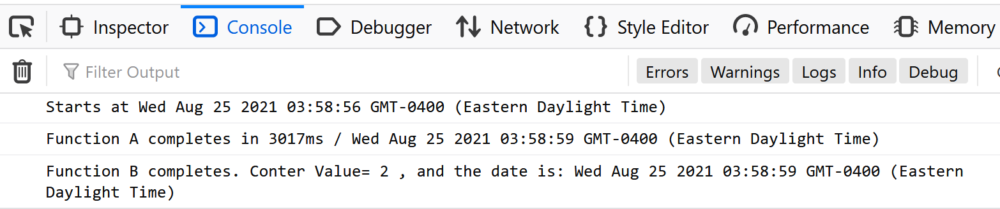 Inspector Console Debugger Network Style Editor Performance Memory
Filter Output Errors Warnings Logs Info Debug
Starts at Wed Aug 25 2021 03:58:56 GMT-0400 (Eastern Daylight Time)
Function A completes in 3017ms / Wed Aug 25 2021 03:58:59 GMT-0400 (Eastern Daylight Time)
Function B completes. Conter Value= 2 , and the date is: Wed Aug 25 2021 03:58:59 GMT-0400 (Eastern
Daylight Time)